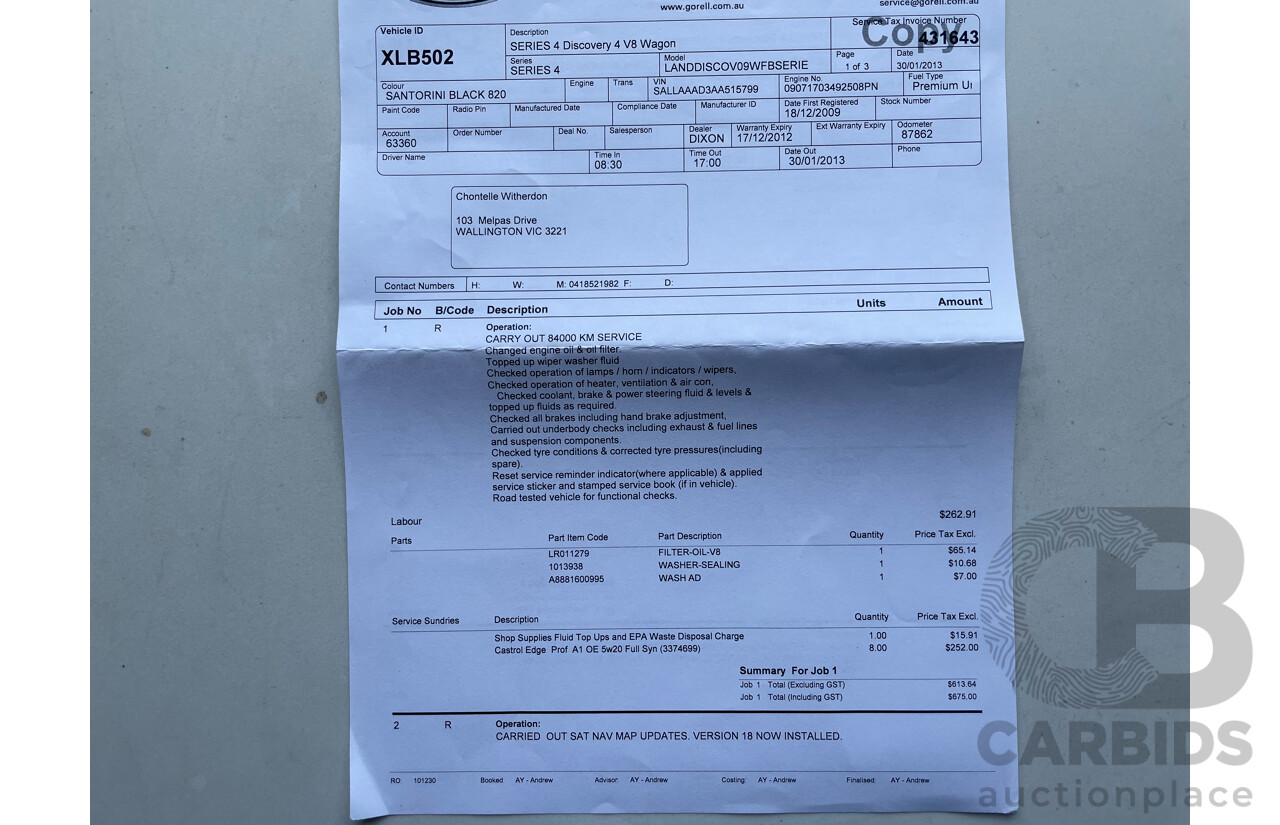 www.gorell.com.au service@gorell.com.au
Vehicle ID Description Service Tax Invoice Number
XLB502 SERIES 4 Discovery 4 V8 Wagon Copy 431643
Series Model Page Date
SERIES 4 LANDDISCOV09WFBSERIE 1 of 3 30/01/2013
Colour Engine Trans VIN Engine No. Fuel Type
SANTORINI BLACK 820 SALLAAAD3AA515799 09071703492508PN Premium
Paint Code Radio Pin Manufactured Date Compliance Date Manufacturer ID Date First Registered Stock Number
18/12/2009
Account Order Number Deal No. Salesperson Dealer Warranty Expiry Ext Warranty Expiry Odometer
63360 DIXON 17/12/2012 87862
Driver Name Time In Time Out Date Out Phone
08:30 17:00 30/01/2013
Chontelle Witherdon
103 Melpas Drive
WALLINGTON VIC 3221
Contact Numbers H: W: M: 0418521982 F: D:
Job No B/Code Description Units Amount
1 R Operation:
CARRY OUT 84000 KM SERVICE
Changed engine oil & oil filter.
Topped up wiper washer fluid
Checked operation of lamps / horn / indicators / wipers,
Checked operation of heater, ventilation & air con,
Checked coolant, brake & power steering fluid & levels &
topped up fluids as required.
Checked all brakes including hand brake adjustment,
Carried out underbody checks including exhaust & fuel lines
and suspension components.
Checked tyre conditions & corrected tyre pressures(including
spare).
Reset service reminder indicator(where applicable) & applied
service sticker and stamped service book (if in vehicle).
Road tested vehicle for functional checks.
Labour $262.91
Parts Part Item Code Part Description Quantity Price Tax Excl.
LR011279 FILTER-OIL-V8 1 $65.14
1013938 WASHER-SEALING 1 $10.68
A8881600995 WASH AD 1 $7.00
Service Sundries Description Quantity Price Tax Excl.
Shop Supplies Fluid Top Ups and EPA Waste Disposal Charge 1.00 $15.91
Castrol Edge Prof A1 OE 5w20 Full Syn (3374699) 8.00 $252.00
Summary For Job 1
Job 1 Total (Excluding GST) $613.64
Job 1 Total (Including GST) $675.00
2 R Operation:
CARRIED OUT SAT NAV MAP UPDATES. VERSION 18 NOW INSTALLED.
RO 101230 Booked AY - Andrew Advisor: AY - Andrew Costing: AY - Andrew Finalised: AY - Andrew
CARBIDS
auctionplace